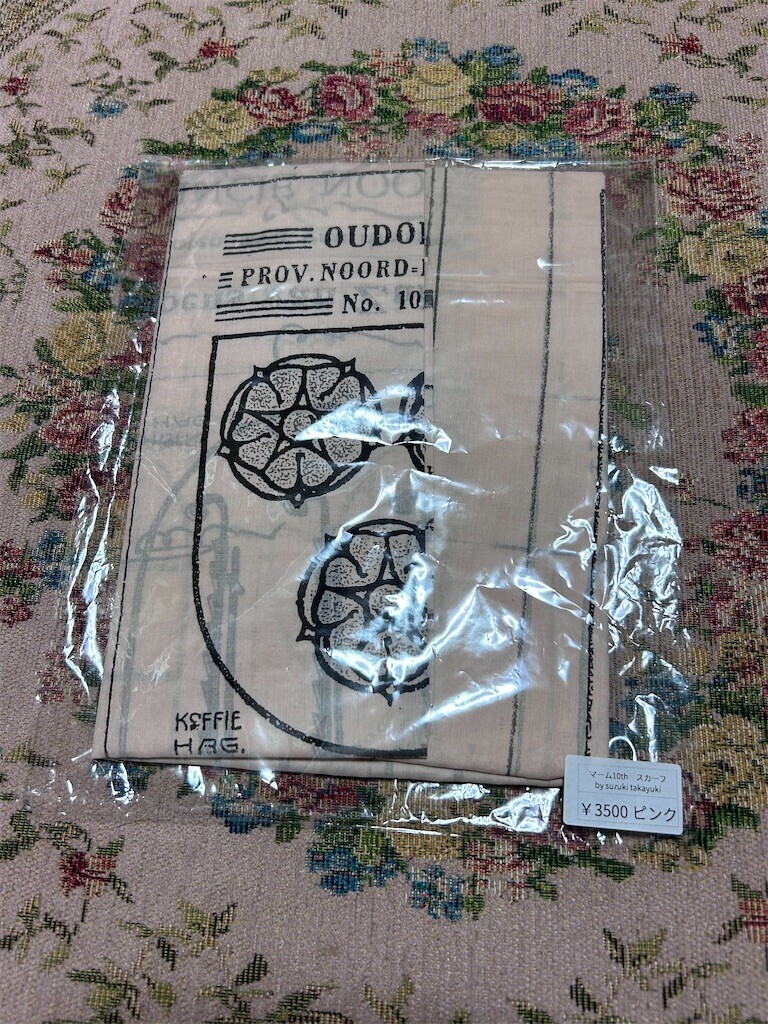 OUDO
PROV. NOORD=
No. 10
KOFFIE
HAG.
マーム10th スカーフ
by suzuki takayuki
￥3500 ピンク